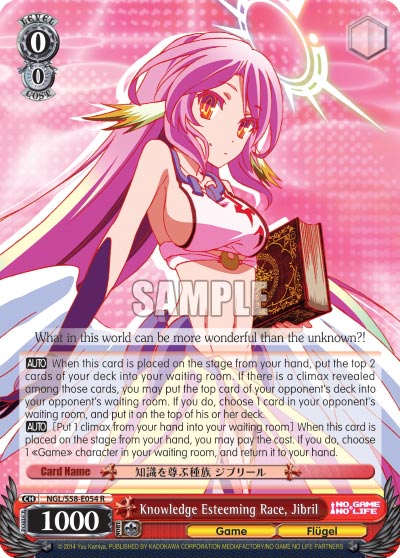 LEVEL
0
0
COST
SAMPLE
What in this world can be more wonderful than the unknown?!
AUTO When this card is placed on the stage from your hand, put the top 2
cards of your deck into your waiting room. If there is a climax revealed
among those cards, you may put the top card of your opponent's deck into
your opponent's waiting room. If you do, choose 1 card in your opponent's
waiting room, and put it on the top of his or her deck.
AUTO [Put 1 climax from your hand into your waiting room] When this card is
placed on the stage from your hand, you may pay the cost. If you do, choose
1 «Game» character in your waiting room, and return it to your hand.
Card Name 知識を尊ぶ種族 ジブリール
CH NGL/S58-E054 R
Knowledge Esteeming Race, Jibril
NO GAME NO LIFE
POWER 1000
Game Flügel
© 2014 Yuu Kamiya, PUBLISHED BY KADOKAWA CORPORATION MEDIAFACTORY/NO GAME NO LIFE PARTNERS